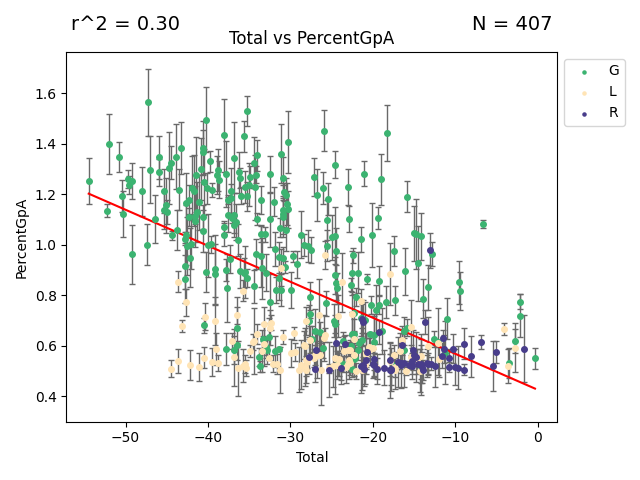 r^2 = 0.30
N = 407
Total vs PercentGpA
G
L
R
1.6
1.4
1.2
1.0
0.8
0.6
0.4
PercentGpA
−50
−40
−30
−20
−10
0
Total